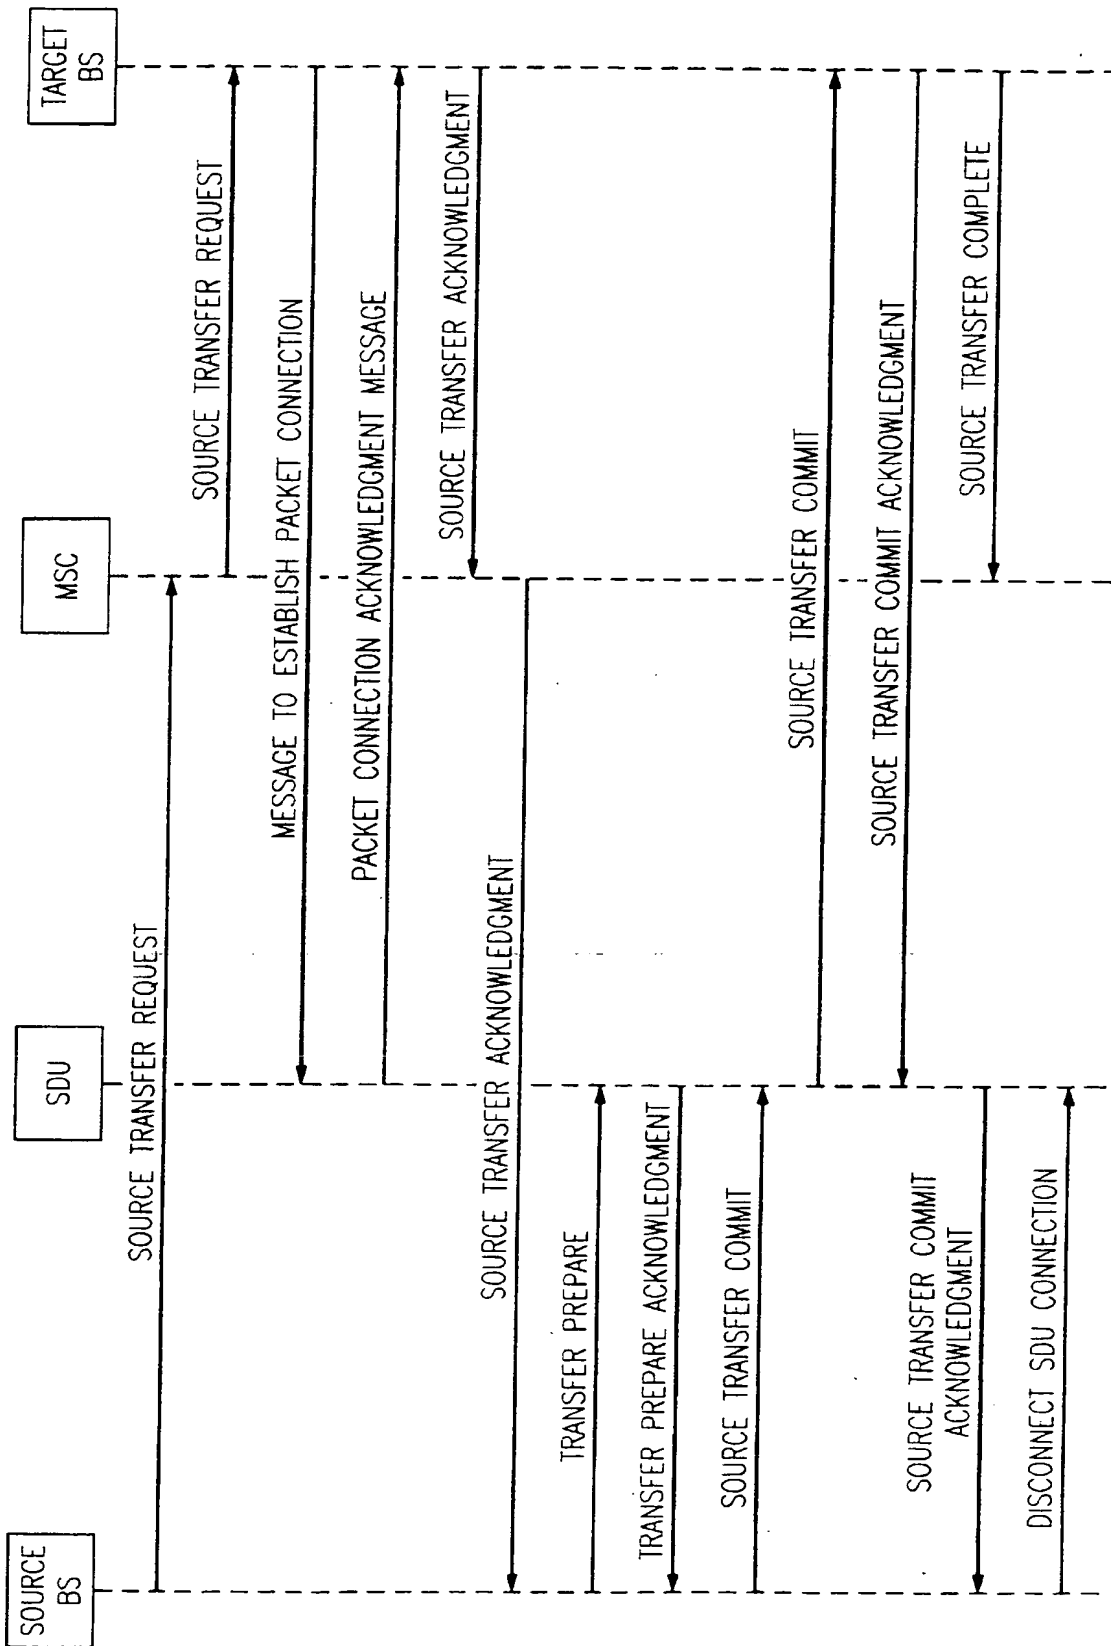 SOURCE
BS
SDU
MSC
TARGET
BS
SOURCE TRANSFER REQUEST
SOURCE TRANSFER REQUEST
MESSAGE TO ESTABLISH PACKET CONNECTION
PACKET CONNECTION ACKNOWLEDGMENT MESSAGE
SOURCE TRANSFER ACKNOWLEDGMENT
SOURCE TRANSFER ACKNOWLEDGMENT
TRANSFER PREPARE
TRANSFER PREPARE ACKNOWLEDGMENT
SOURCE TRANSFER COMMIT
SOURCE TRANSFER COMMIT
SOURCE TRANSFER COMMIT ACKNOWLEDGMENT
SOURCE TRANSFER COMMIT
ACKNOWLEDGMENT
SOURCE TRANSFER COMPLETE
DISCONNECT SDU CONNECTION